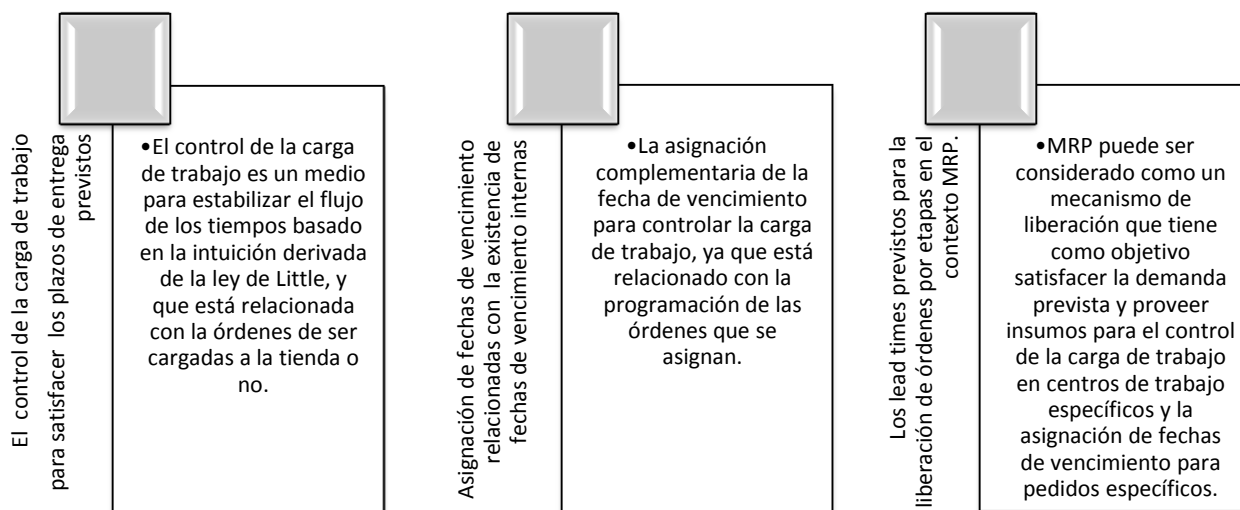 El control de la carga de trabajo
para satisfacer los plazos de entrega
previstos
•El control de la carga
de trabajo es un medio
para estabilizar el flujo
de los tiempos basado
en la intuición derivada
de la ley de Little, y
que está relacionada
con la órdenes de ser
cargadas a la tienda o
no.
Asignación de fechas de vencimiento
relacionadas con la existencia de
fechas de vencimiento internas
•La asignación
complementaria de la
fecha de vencimiento
para controlar la carga
de trabajo, ya que está
relacionado con la
programación de las
órdenes que se
asignan.
Los lead times previstos para la
liberación de órdenes por etapas en el
contexto MRP.
•MRP puede ser
considerado como un
mecanismo de
liberación que tiene
como objetivo
satisfacer la demanda
prevista y proveer
insumos para el control
de la carga de trabajo
en centros de trabajo
específicos y la
asignación de fechas
de vencimiento para
pedidos específicos.